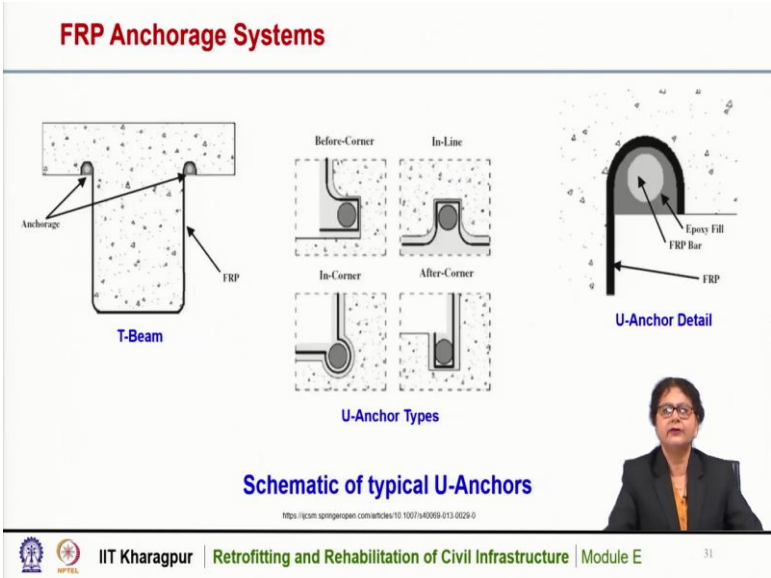 FRP Anchorage Systems
Anchorage
FRP
T-Beam
Before-Corner
In-Line
In-Corner
After-Corner
U-Anchor Types
Epoxy Fill
FRP Bar
FRP
U-Anchor Detail
Schematic of typical U-Anchors
https://ijcsm.springeropen.com/articles/10.1007/s40069-013-0029-0
NPTEL
IIT Kharagpur | Retrofitting and Rehabilitation of Civil Infrastructure | Module E
31